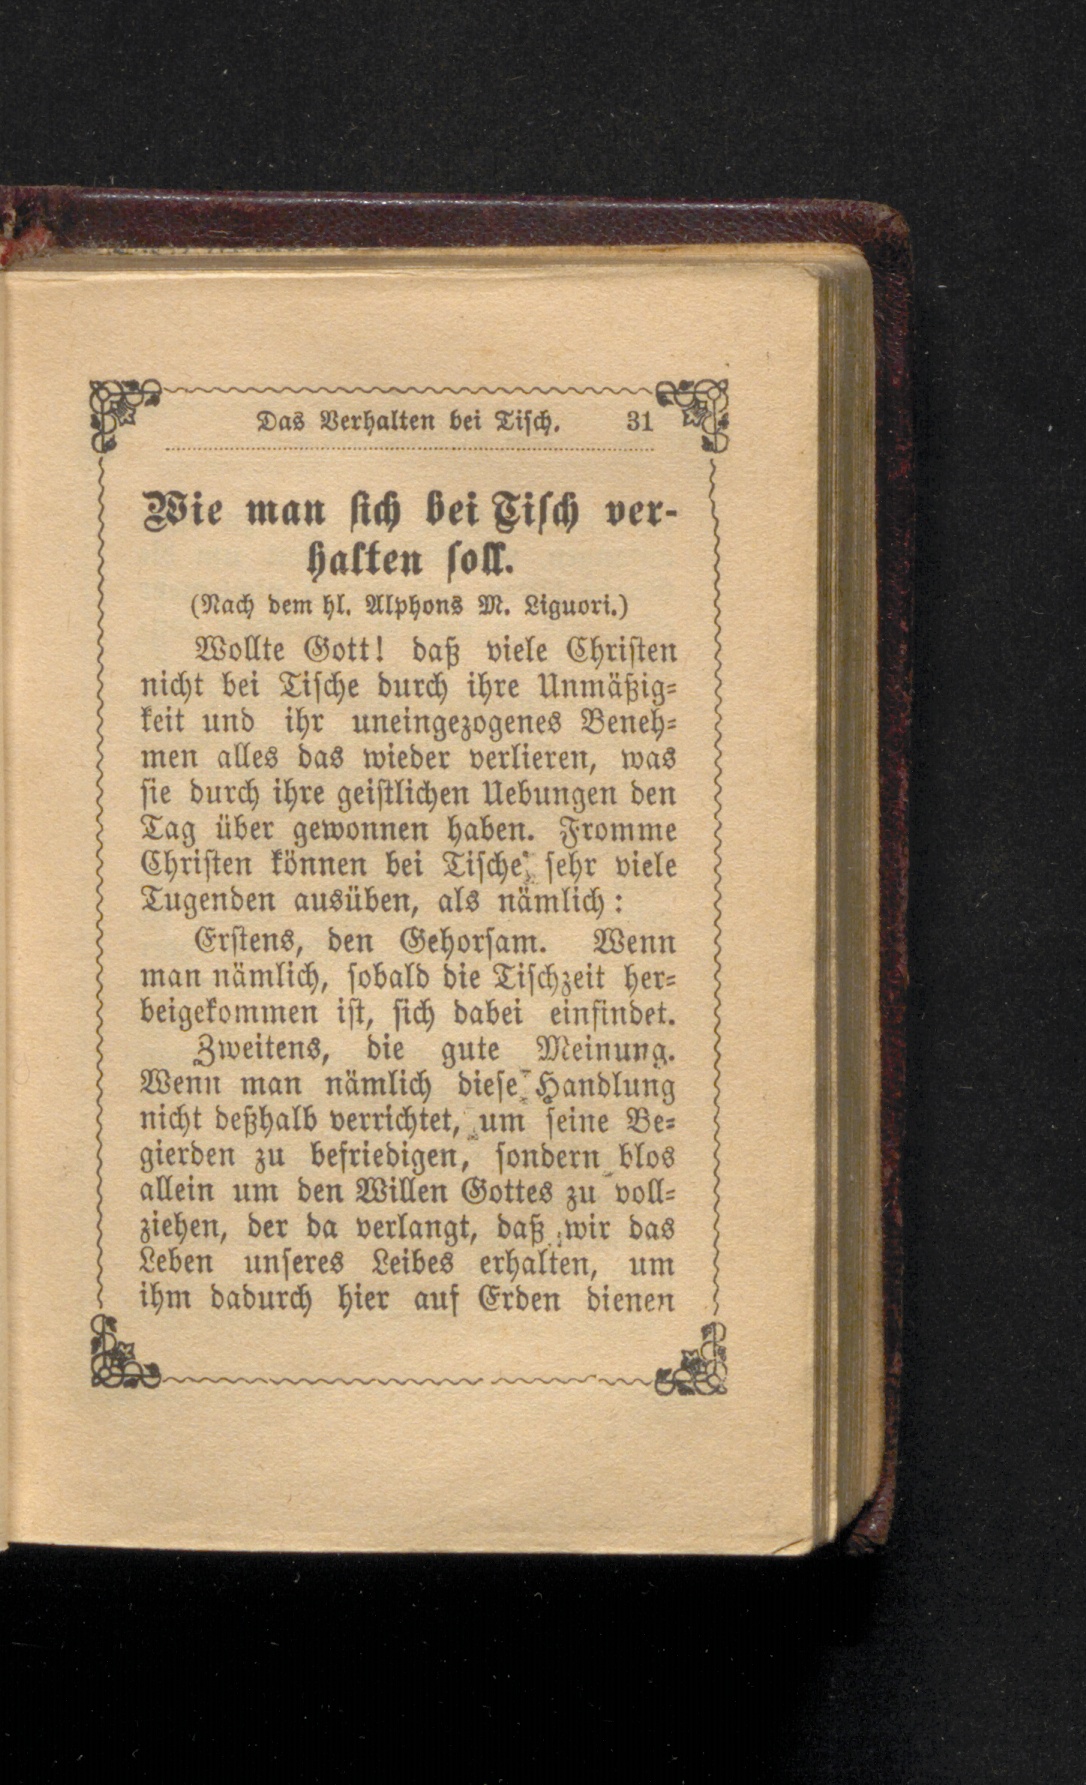 Das Verhalten bei Tisch. 31
Wie man sich bei Tisch ver-
halten soll.
(Nach dem hl. Alphons M. Liguori.)
Wollte Gott! daß viele Christen
nicht bei Tische durch ihre Unmäßig-
keit und ihr uneingezogenes Beneh-
men alles das wieder verlieren, was
sie durch ihre geistlichen Uebungen den
Tag über gewonnen haben. Fromme
Christen können bei Tische sehr viele
Tugenden ausüben, als nämlich:
Erstens, den Gehorsam. Wenn
man nämlich, sobald die Tischzeit her-
beigekommen ist, sich dabei einfindet.
Zweitens, die gute Meinung.
Wenn man nämlich diese Handlung
nicht deßhalb verrichtet, um seine Be-
gierden zu befriedigen, sondern blos
allein um den Willen Gottes zu voll-
ziehen, der da verlangt, daß wir das
Leben unseres Leibes erhalten, um
ihm dadurch hier auf Erden dienen